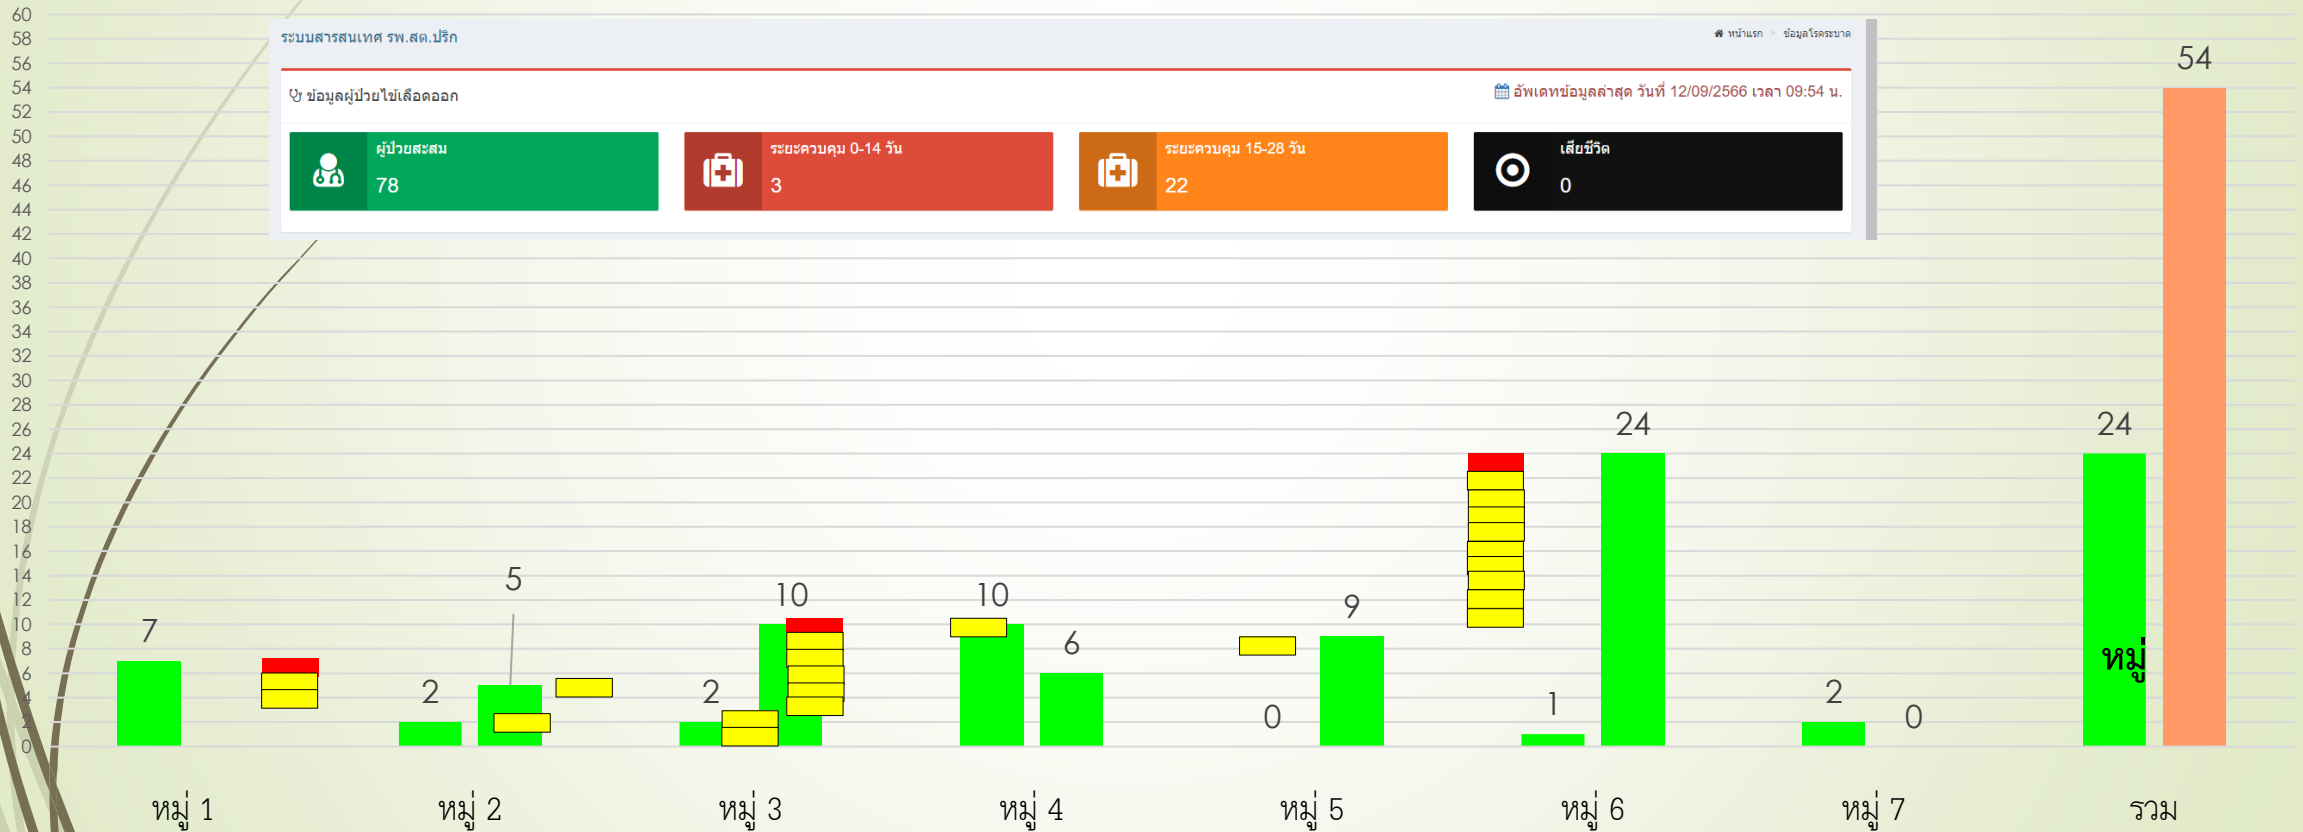 ระบบสารสนเทศ รพ.สต.ปริก
หน้าแรก > ข้อมูลโรคระบาด
ข้อมูลผู้ป่วยไข้เลือดออก
อัพเดทข้อมูลล่าสุด วันที่ 12/09/2566 เวลา 09:54 น.
ผู้ป่วยสะสม
78
ระยะควบคุม 0-14 วัน
3
ระยะควบคุม 15-28 วัน
22
เสียชีวิต
0
60
58
56
54
52
50
48
46
44
42
40
38
36
34
32
30
28
26
24
22
20
18
16
14
12
10
8
6
4
2
0
7
2
5
2
10
10
6
0
9
1
24
2
0
24
54
หมู่
หมู่ 1
หมู่ 2
หมู่ 3
หมู่ 4
หมู่ 5
หมู่ 6
หมู่ 7
รวม